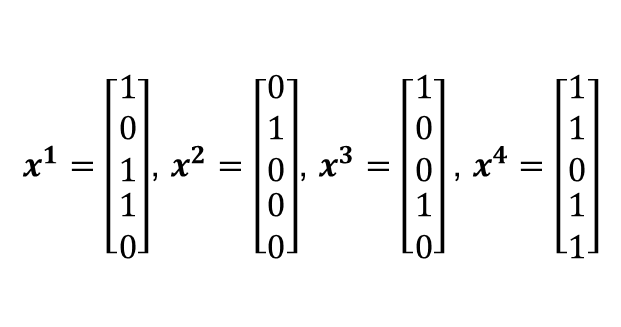 x¹ = [1 0 1 1 0], x² = [0 1 0 0 0], x³ = [1 0 0 1 0], x⁴ = [1 1 0 1 1]